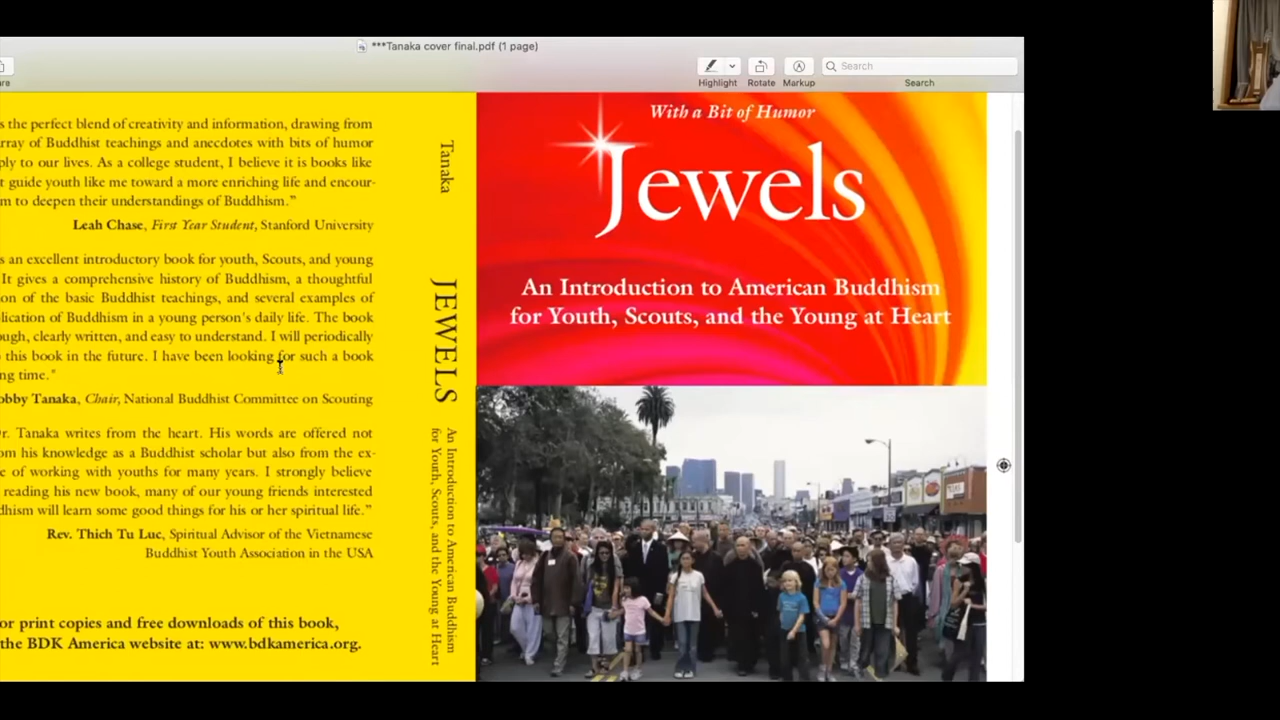 ***Tanaka cover final.pdf (1 page)
Search
Highlight
Rotate
Markup
Search
s the perfect blend of creativity and information, drawing from
rray of Buddhist teachings and anecdotes with bits of humor
ply to our lives. As a college student, I believe it is books like
t guide youth like me toward a more enriching life and encour-
m to deepen their understandings of Buddhism.”
Leah Chase, First Year Student, Stanford University
s an excellent introductory book for youth, Scouts, and young
It gives a comprehensive history of Buddhism, a thoughtful
on of the basic Buddhist teachings, and several examples of
lication of Buddhism in a young person's daily life. The book
ough, clearly written, and easy to understand. I will periodically
this book in the future. I have been looking for such a book
ng time."
obby Tanaka, Chair, National Buddhist Committee on Scouting
r. Tanaka writes from the heart. His words are offered not
om his knowledge as a Buddhist scholar but also from the ex-
e of working with youths for many years. I strongly believe
reading his new book, many of our young friends interested
dhism will learn some good things for his or her spiritual life.”
Rev. Thich Tu Luc, Spiritual Advisor of the Vietnamese
Buddhist Youth Association in the USA
or print copies and free downloads of this book,
the BDK America website at: www.bdkamerica.org.
Tanaka
JEWELS
An Introduction to American Buddhism
for Youth, Scouts, and the Young at Heart
With a Bit of Humor
Jewels
An Introduction to American Buddhism
for Youth, Scouts, and the Young at Heart